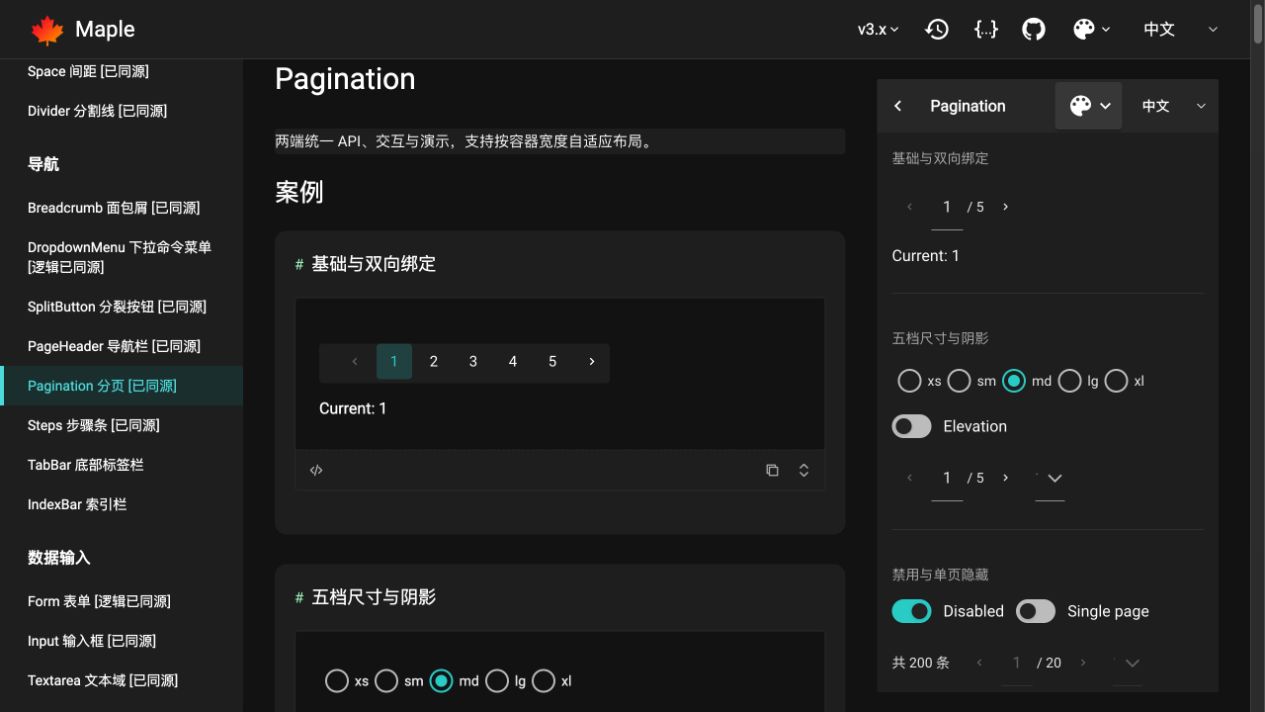 Maple
v3.x
{...}
中文
Space 间距 [已同源]
Divider 分割线 [已同源]
导航
Breadcrumb 面包屑 [已同源]
DropdownMenu 下拉命令菜单
[逻辑已同源]
SplitButton 分裂按钮 [已同源]
PageHeader 导航栏 [已同源]
Pagination 分页 [已同源]
Steps 步骤条 [已同源]
TabBar 底部标签栏
IndexBar 索引栏
数据输入
Form 表单 [逻辑已同源]
Input 输入框 [已同源]
Textarea 文本域 [已同源]
Pagination
两端统一 API、交互与演示，支持按容器宽度自适应布局。
案例
# 基础与双向绑定
1 2 3 4 5
Current: 1
# 五档尺寸与阴影
xs sm md lg xl
Pagination
中文
基础与双向绑定
1 / 5
Current: 1
五档尺寸与阴影
xs sm md lg xl
Elevation
1 / 5
禁用与单页隐藏
Disabled Single page
共 200 条 1 / 20